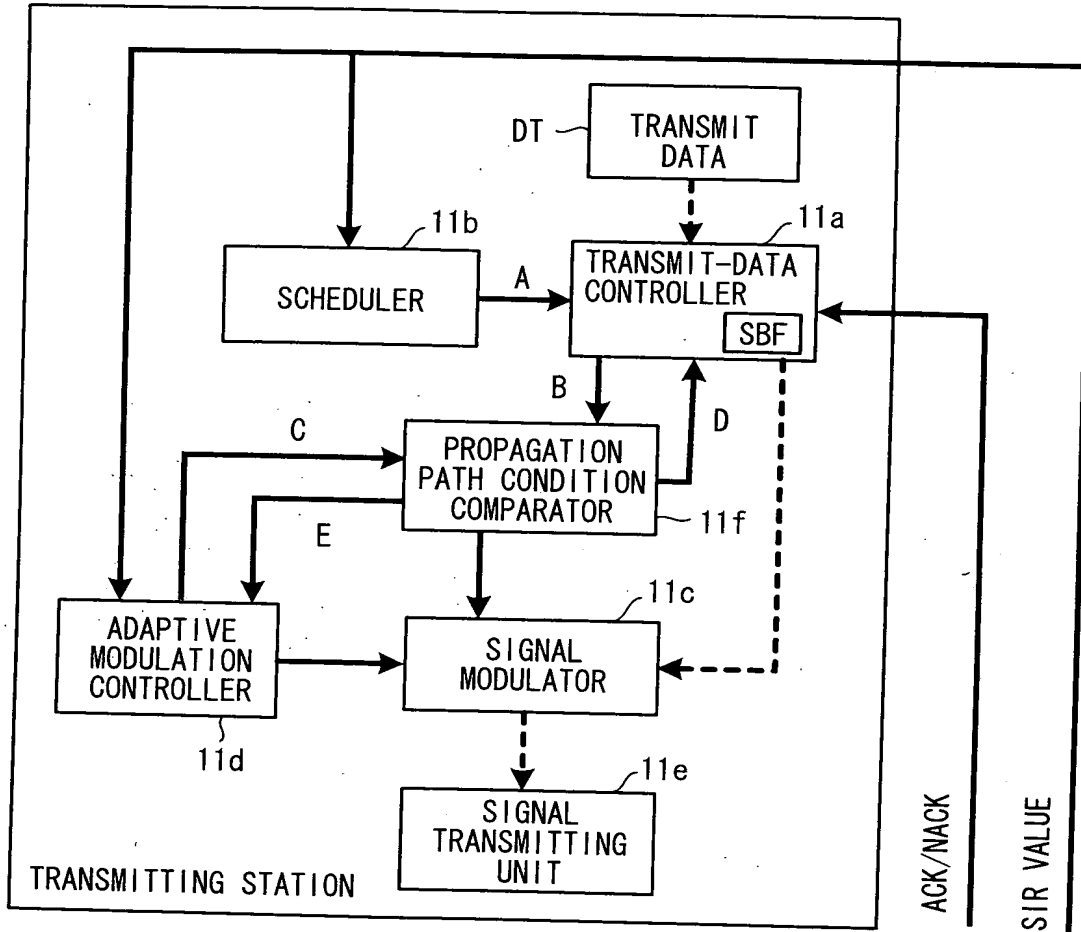 DT
TRANSMIT
DATA
11b
11a
SCHEDULER
A
TRANSMIT-DATA
CONTROLLER
SBF
B
D
C
PROPAGATION
PATH CONDITION
COMPARATOR
11f
E
11c
ADAPTIVE
MODULATION
CONTROLLER
11d
SIGNAL
MODULATOR
11e
SIGNAL
TRANSMITTING
UNIT
TRANSMITTING STATION
ACK/NACK
SIR VALUE